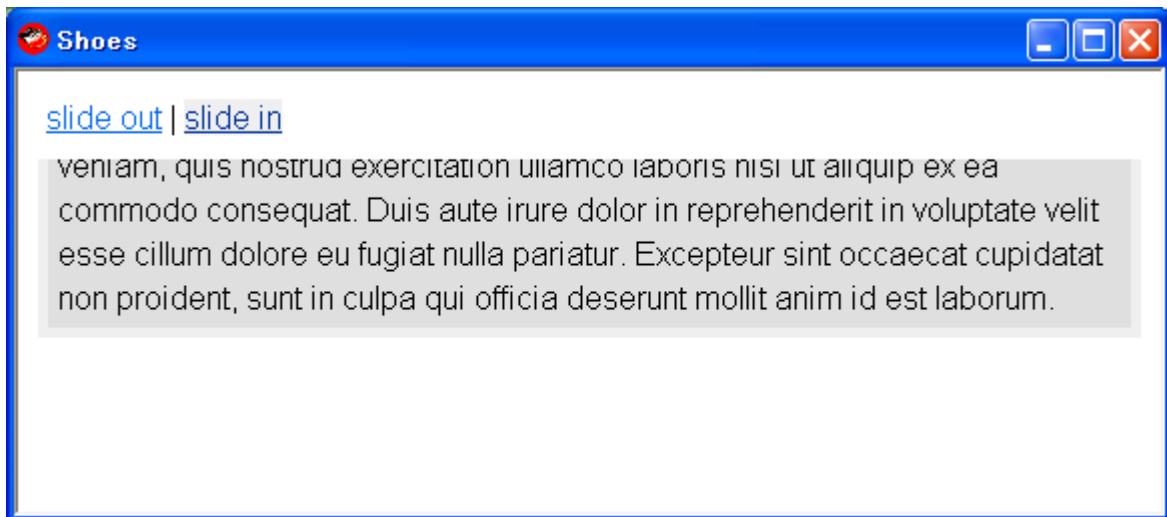 Shoes
slide out | slide in
veniam, quis nostrud exercitation ullamco laboris nisi ut aliquip ex ea
commodo consequat. Duis aute irure dolor in reprehenderit in voluptate velit
esse cillum dolore eu fugiat nulla pariatur. Excepteur sint occaecat cupidatat
non proident, sunt in culpa qui officia deserunt mollit anim id est laborum.